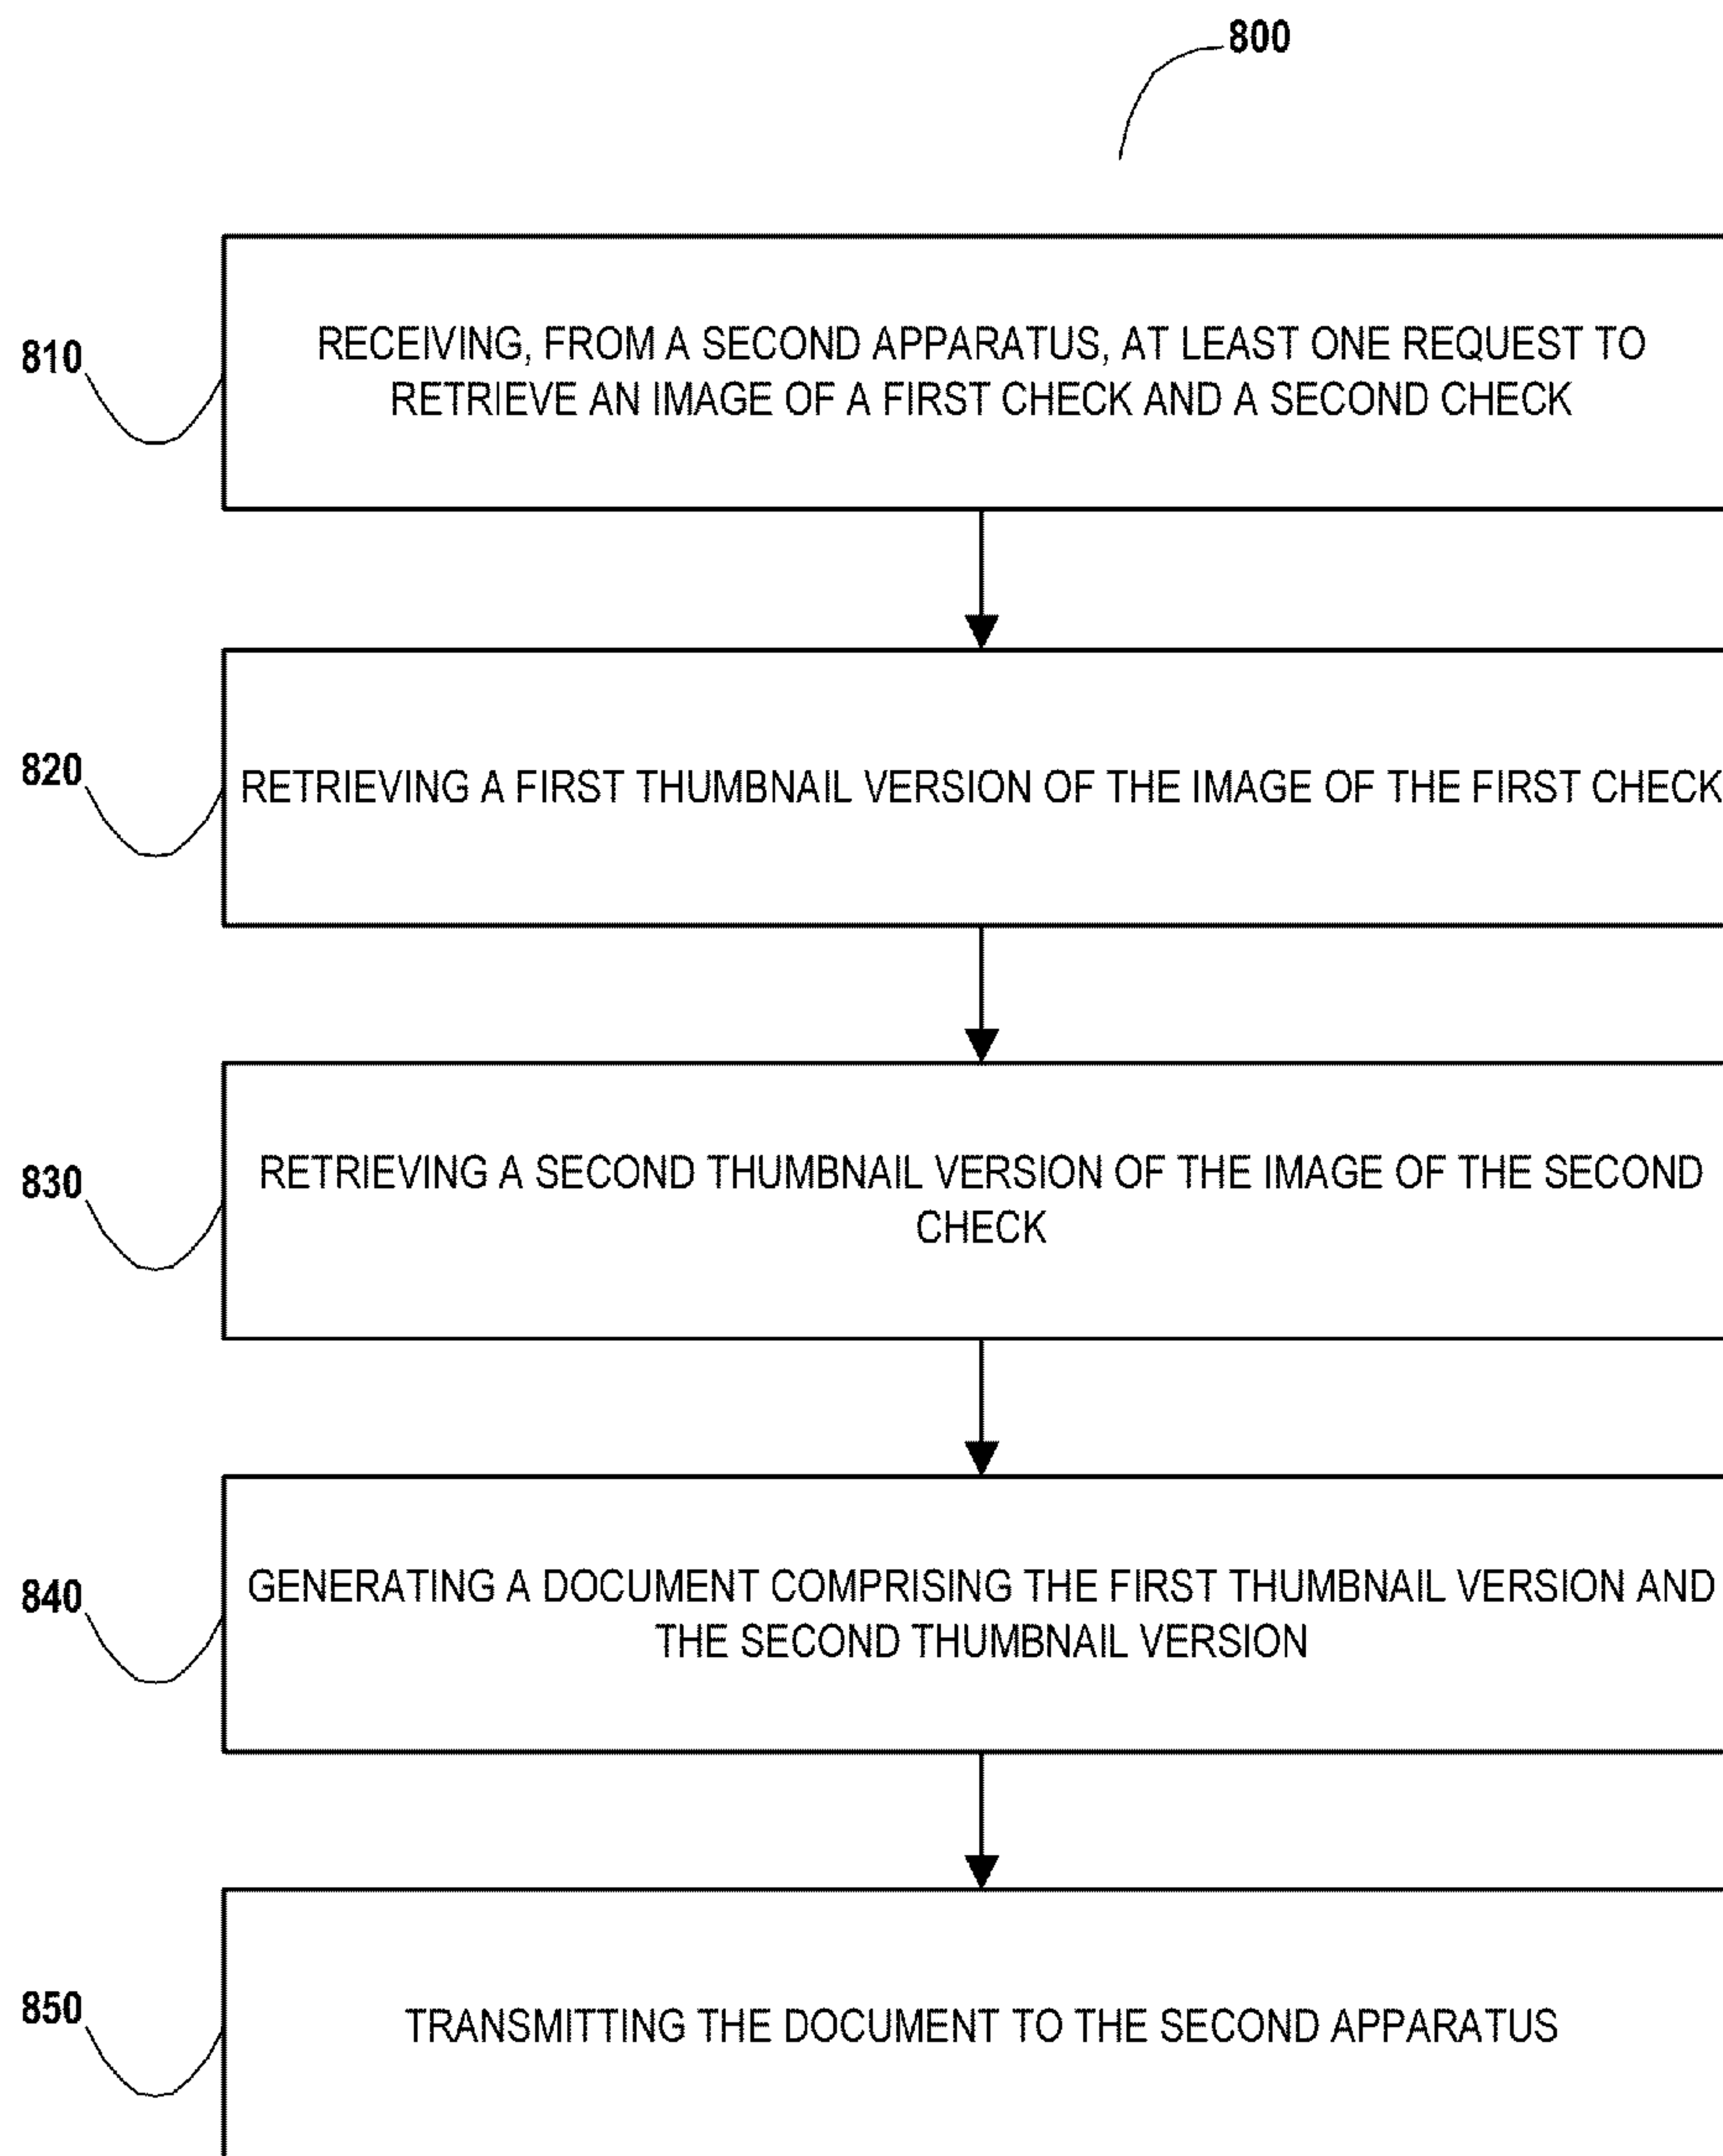 800
810
RECEIVING, FROM A SECOND APPARATUS, AT LEAST ONE REQUEST TO
RETRIEVE AN IMAGE OF A FIRST CHECK AND A SECOND CHECK
820
RETRIEVING A FIRST THUMBNAIL VERSION OF THE IMAGE OF THE FIRST CHECK
830
RETRIEVING A SECOND THUMBNAIL VERSION OF THE IMAGE OF THE SECOND
CHECK
840
GENERATING A DOCUMENT COMPRISING THE FIRST THUMBNAIL VERSION AND
THE SECOND THUMBNAIL VERSION
850
TRANSMITTING THE DOCUMENT TO THE SECOND APPARATUS